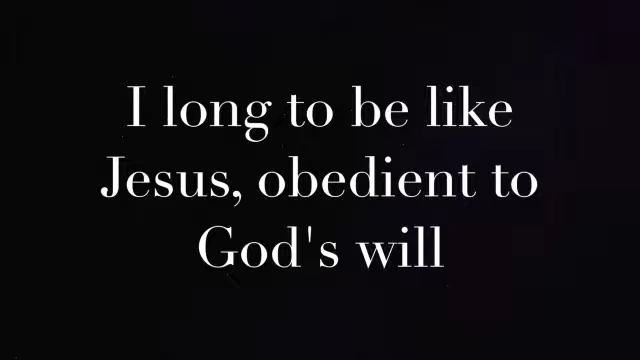 I long to be like
Jesus, obedient to
God's will